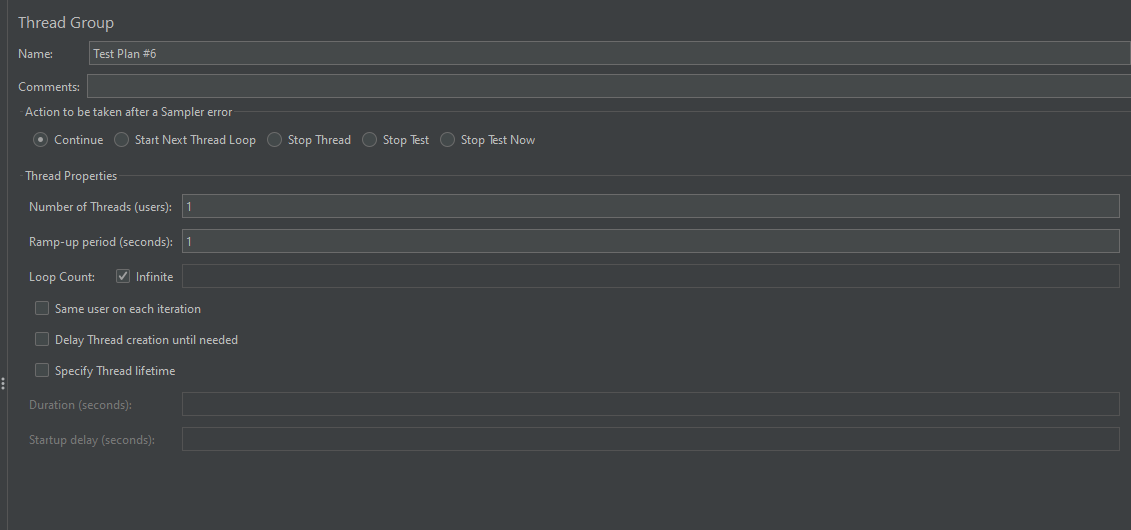 Thread Group
Name: Test Plan #6
Comments:
Action to be taken after a Sampler error
Continue Start Next Thread Loop Stop Thread Stop Test Stop Test Now
Thread Properties
Number of Threads (users): 1
Ramp-up period (seconds): 1
Loop Count: Infinite
Same user on each iteration
Delay Thread creation until needed
Specify Thread lifetime
Duration (seconds):
Startup delay (seconds):